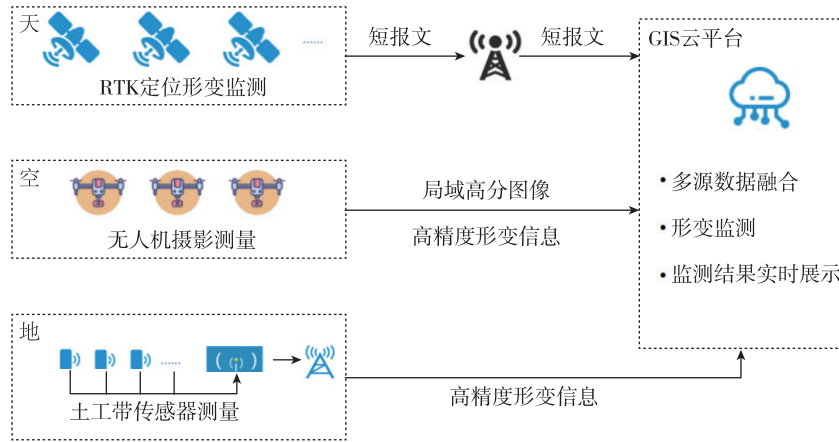 天
RTK定位形变监测
短报文
短报文
GIS云平台
• 多源数据融合
• 形变监测
• 监测结果实时展示
空
无人机摄影测量
局域高分图像
高精度形变信息
地
土工带传感器测量
高精度形变信息